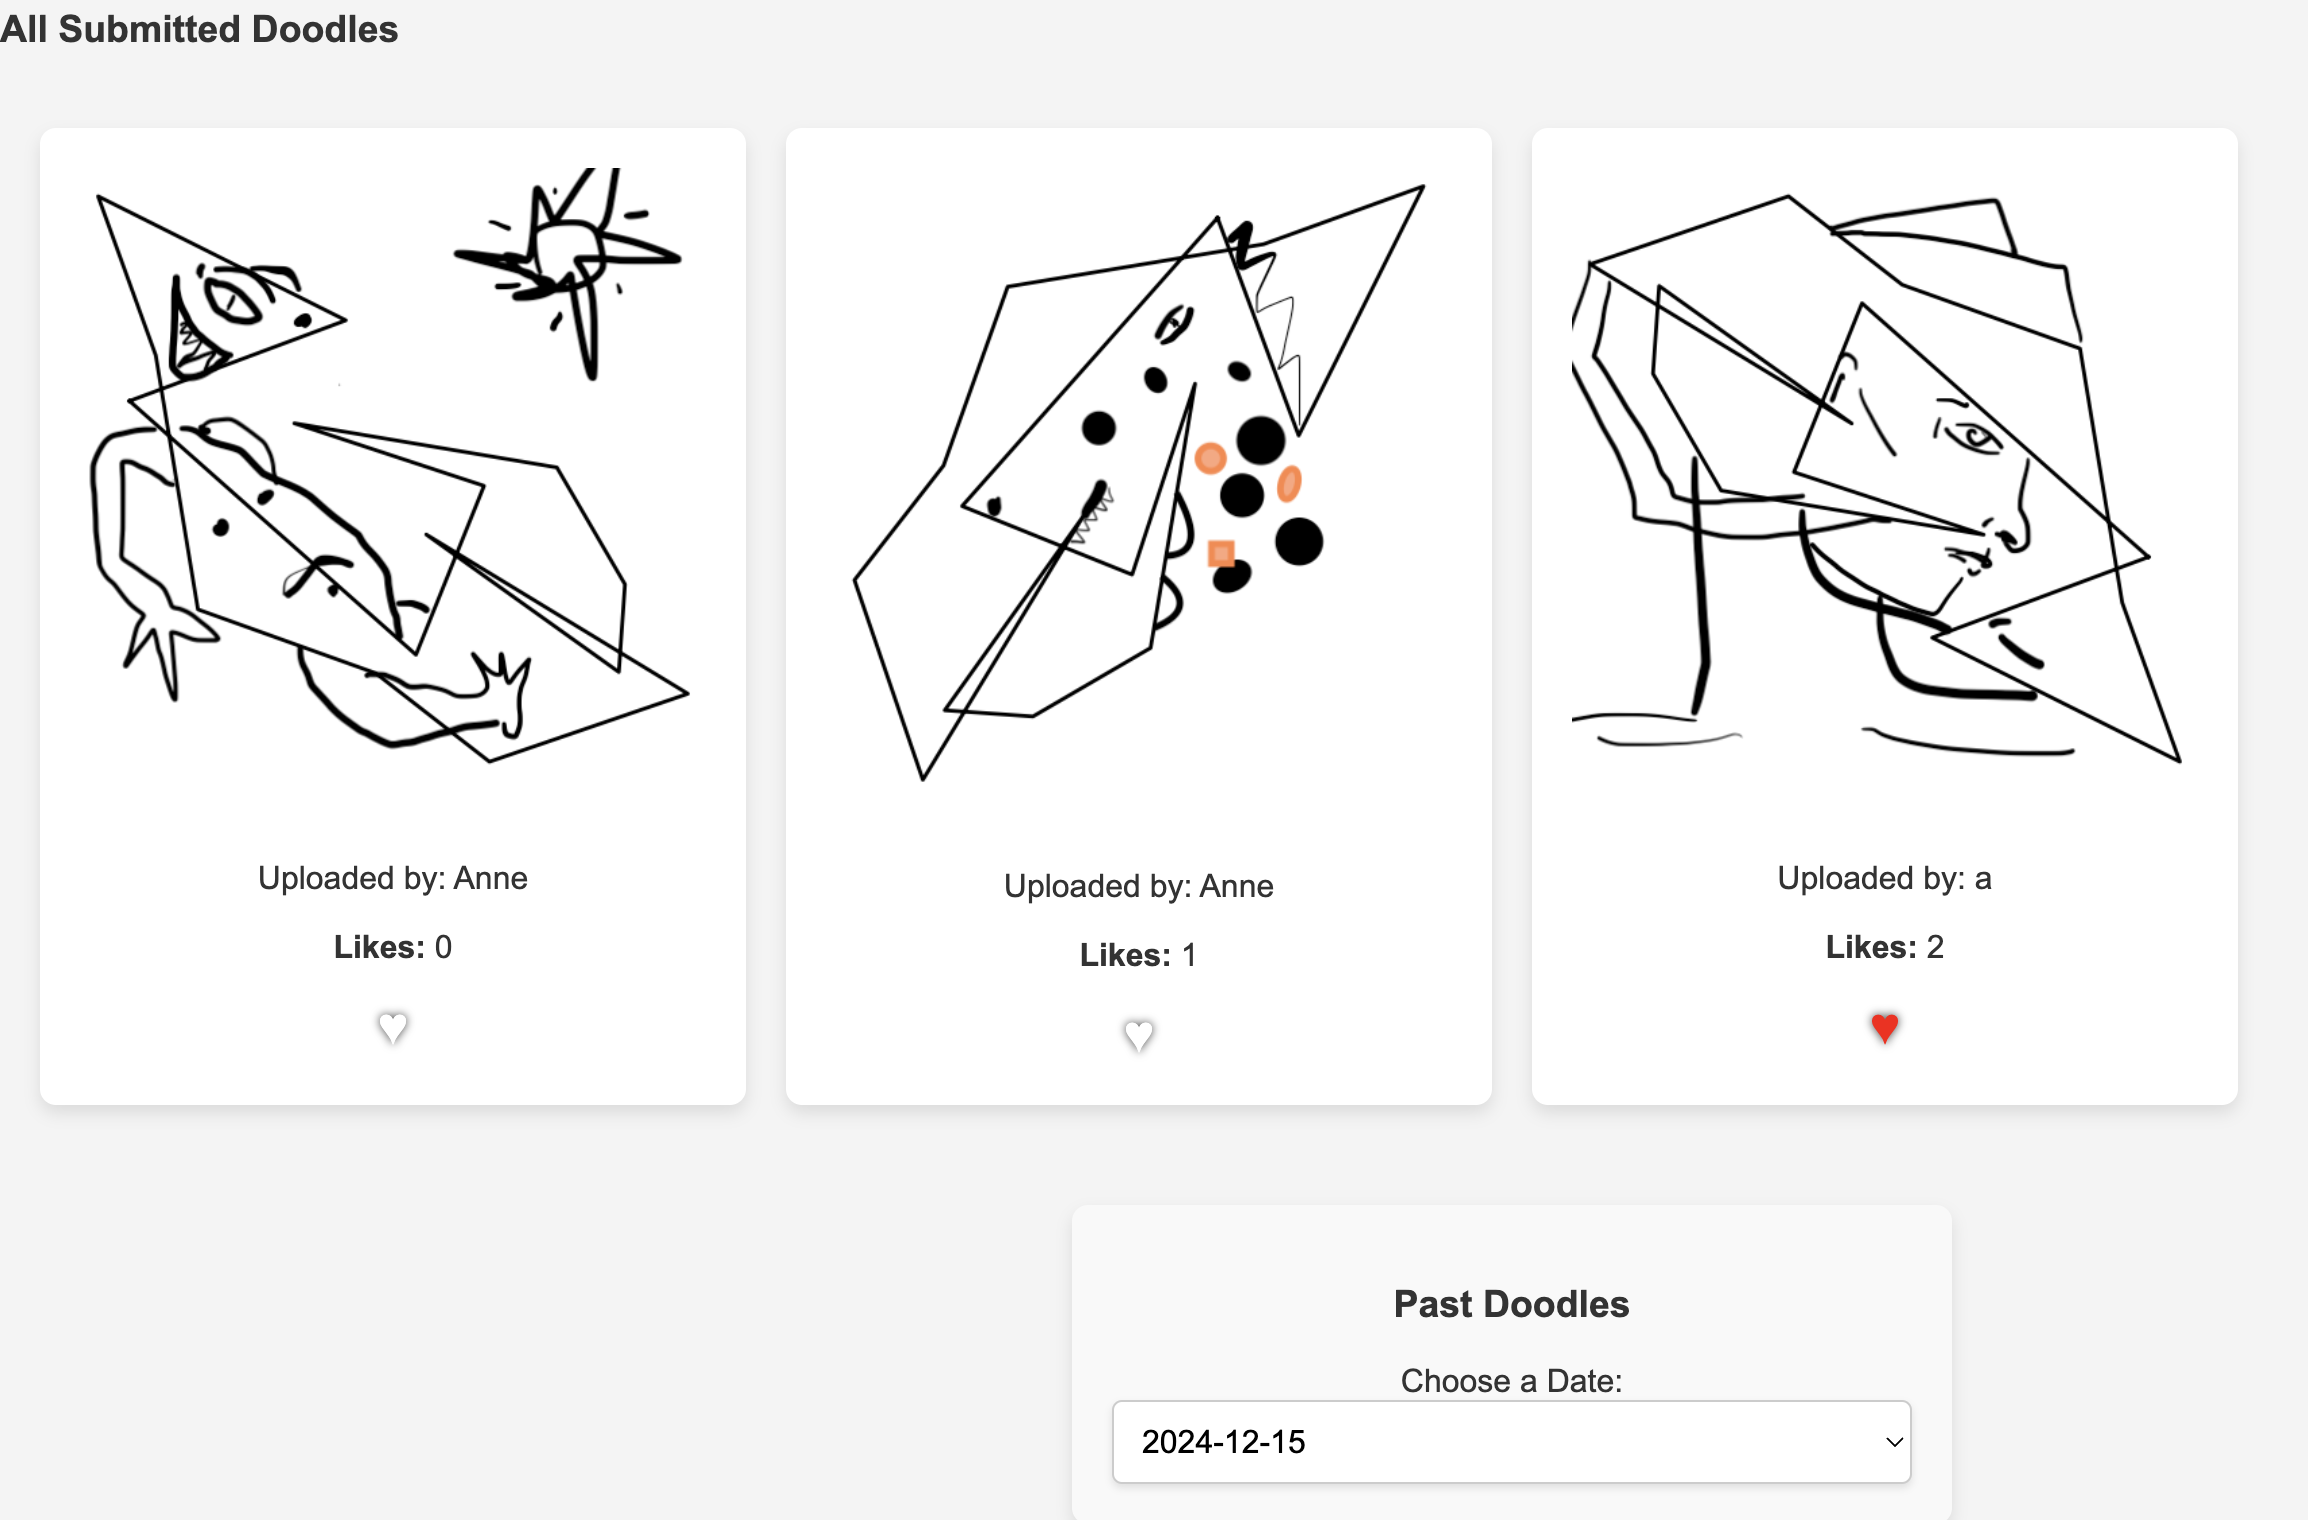 All Submitted Doodles
Uploaded by: Anne
Likes: 0
Uploaded by: Anne
Likes: 1
Uploaded by: a
Likes: 2
Past Doodles
Choose a Date:
2024-12-15